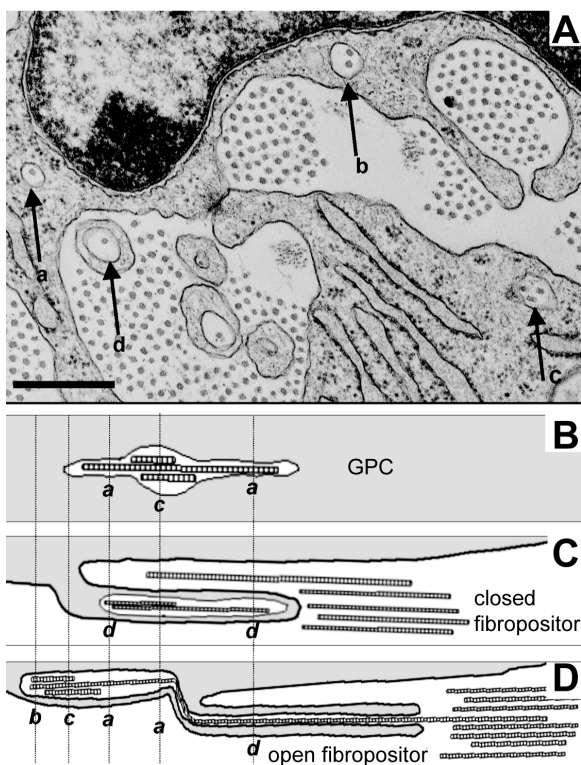 A
b
a
d
c
B
GPC
a a
c
C
closed
fibropositor
d d
D
b c a a
d
open fibropositor